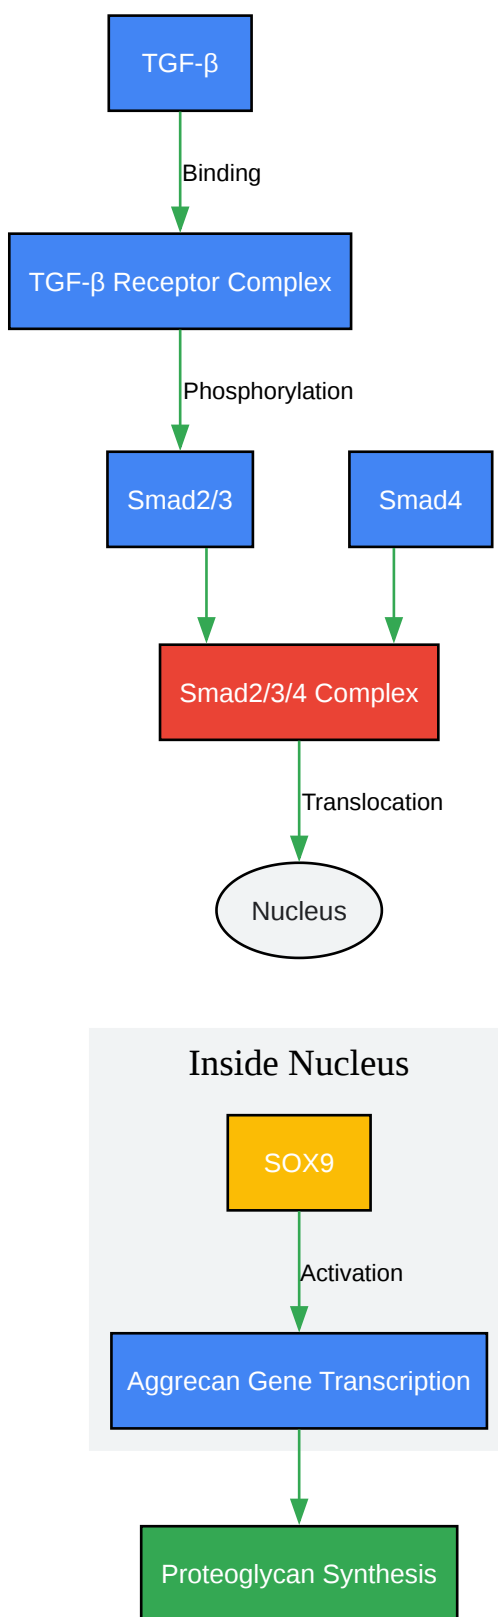 TGF-β
Binding
TGF-β Receptor Complex
Phosphorylation
Smad2/3
Smad4
Smad2/3/4 Complex
Translocation
Nucleus
Inside Nucleus
SOX9
Activation
Aggrecan Gene Transcription
Proteoglycan Synthesis